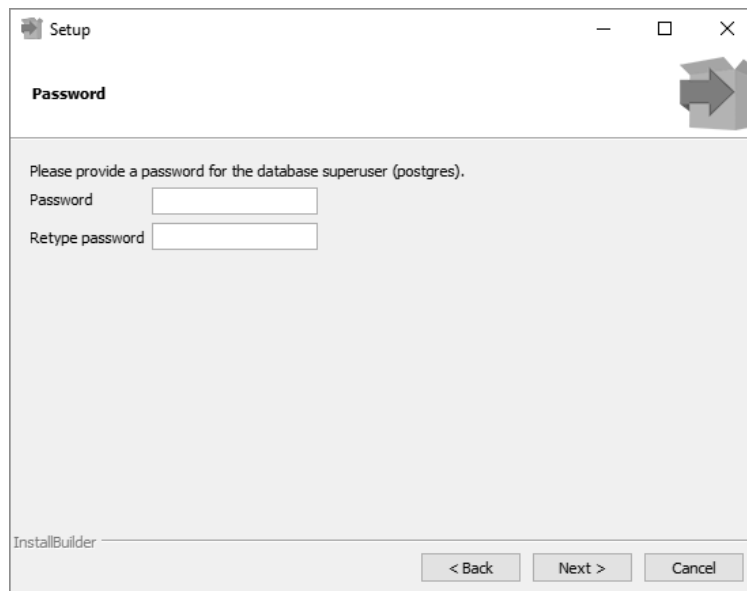 Setup
Password
Please provide a password for the database superuser (postgres).
Password
Retype password
InstallBuilder
< Back Next > Cancel